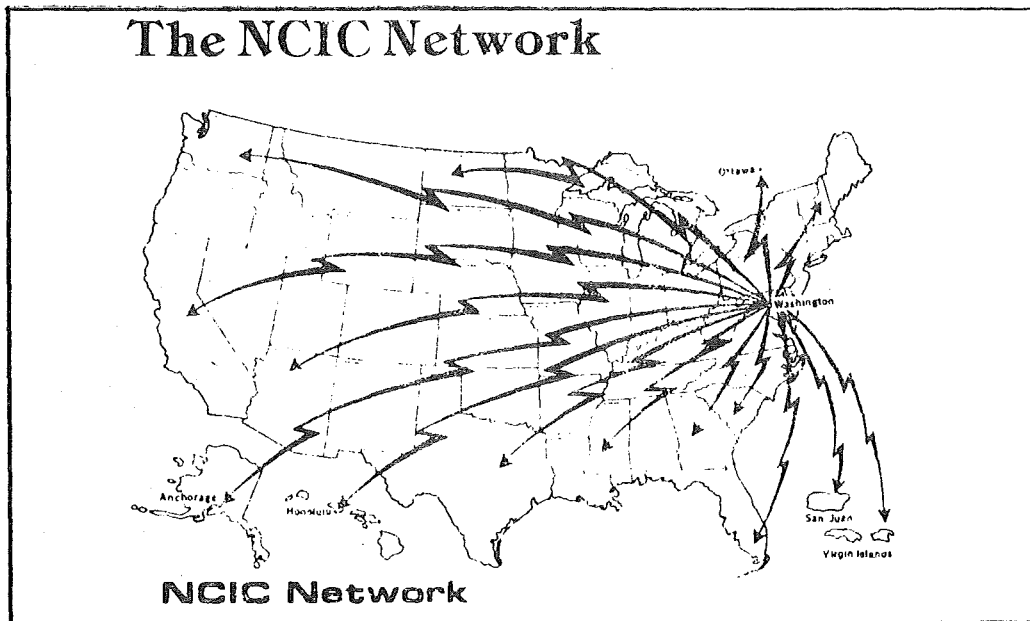 The NCIC Network
Ottawa
Washington
Anchorage
Honolulu
San Juan
Virgin Islands
NCIC Network